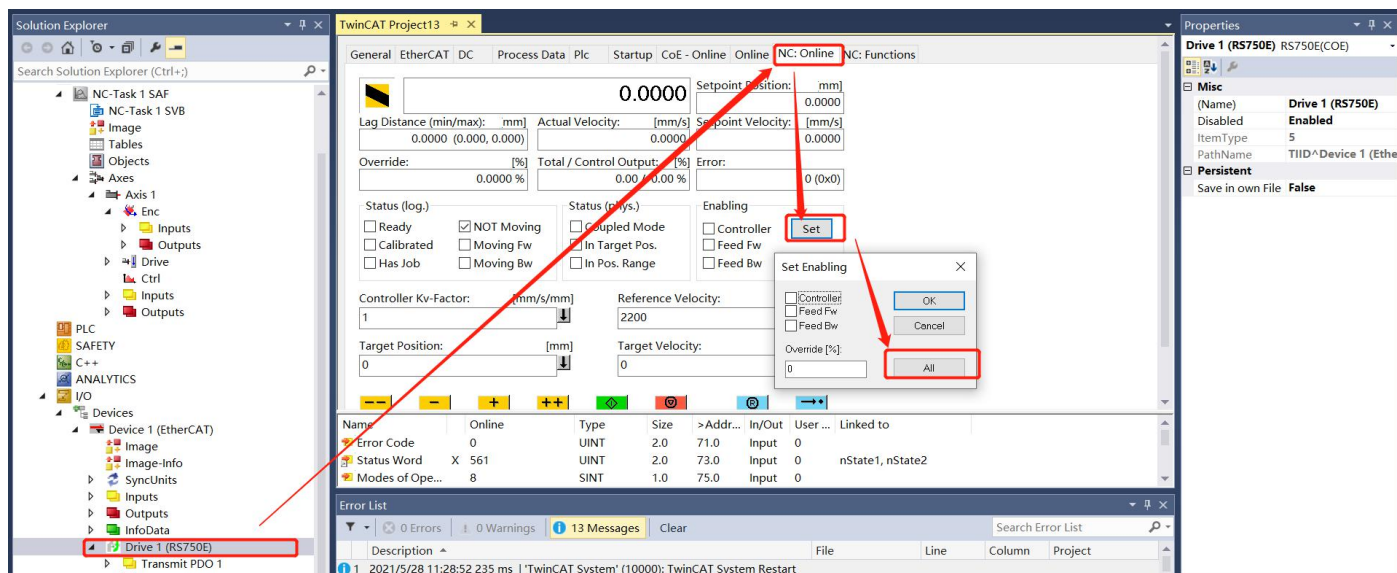 Solution Explorer
Search Solution Explorer (Ctrl+;)
NC-Task 1 SAF
NC-Task 1 SVB
Image
Tables
Objects
Axes
Axis 1
Enc
Inputs
Outputs
Drive
Ctrl
Inputs
Outputs
PLC
SAFETY
C++
ANALYTICS
I/O
Devices
Device 1 (EtherCAT)
Image
Image-Info
SyncUnits
Inputs
Outputs
InfoData
Drive 1 (RS750E)
Transmit PDO 1
TwinCAT Project13
General EtherCAT DC Process Data Plc Startup CoE - Online Online NC: Online NC: Functions
0.0000
Setpoint Position: mm]
0.0000
Lag Distance (min/max): mm] Actual Velocity: [mm/s] Setpoint Velocity: [mm/s]
0.0000 (0.000, 0.000) 0.0000 0.0000
Override: [%] Total / Control Output: [%] Error:
0.0000 % 0.00 / 0.00 % 0 (0x0)
Status (log.) Status (phys.) Enabling
Ready NOT Moving Coupled Mode Controller Set
Calibrated Moving Fw In Target Pos. Feed Fw
Has Job Moving Bw In Pos. Range Feed Bw
Set Enabling
Controller OK
Feed Fw
Feed Bw Cancel
Override [%]:
0 All
Controller Kv-Factor: [mm/s/mm] Reference Velocity:
1 2200
Target Position: [mm] Target Velocity:
0 0
-- - + ++ R
Name Online Type Size >Addr... In/Out User ... Linked to
Error Code 0 UINT 2.0 71.0 Input 0
Status Word X 561 UINT 2.0 73.0 Input 0 nState1, nState2
Modes of Ope... 8 SINT 1.0 75.0 Input 0
Error List
0 Errors 0 Warnings 13 Messages Clear Search Error List
Description File Line Column Project
1 2021/5/28 11:28:52 235 ms | 'TwinCAT System' (10000): TwinCAT System Restart
Properties
Drive 1 (RS750E) RS750E(COE)
Misc
(Name) Drive 1 (RS750E)
Disabled Enabled
ItemType 5
PathName TIID^Device 1 (Ethe
Persistent
Save in own File False